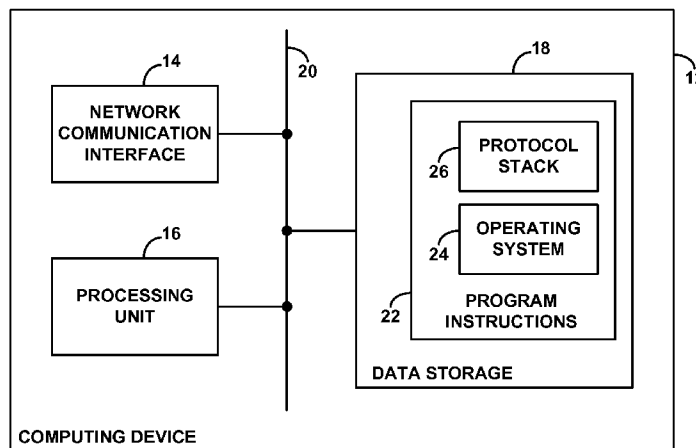 14
20
18
NETWORK
COMMUNICATION
INTERFACE
26
PROTOCOL
STACK
24
OPERATING
SYSTEM
16
PROCESSING
UNIT
22
PROGRAM
INSTRUCTIONS
DATA STORAGE
COMPUTING DEVICE